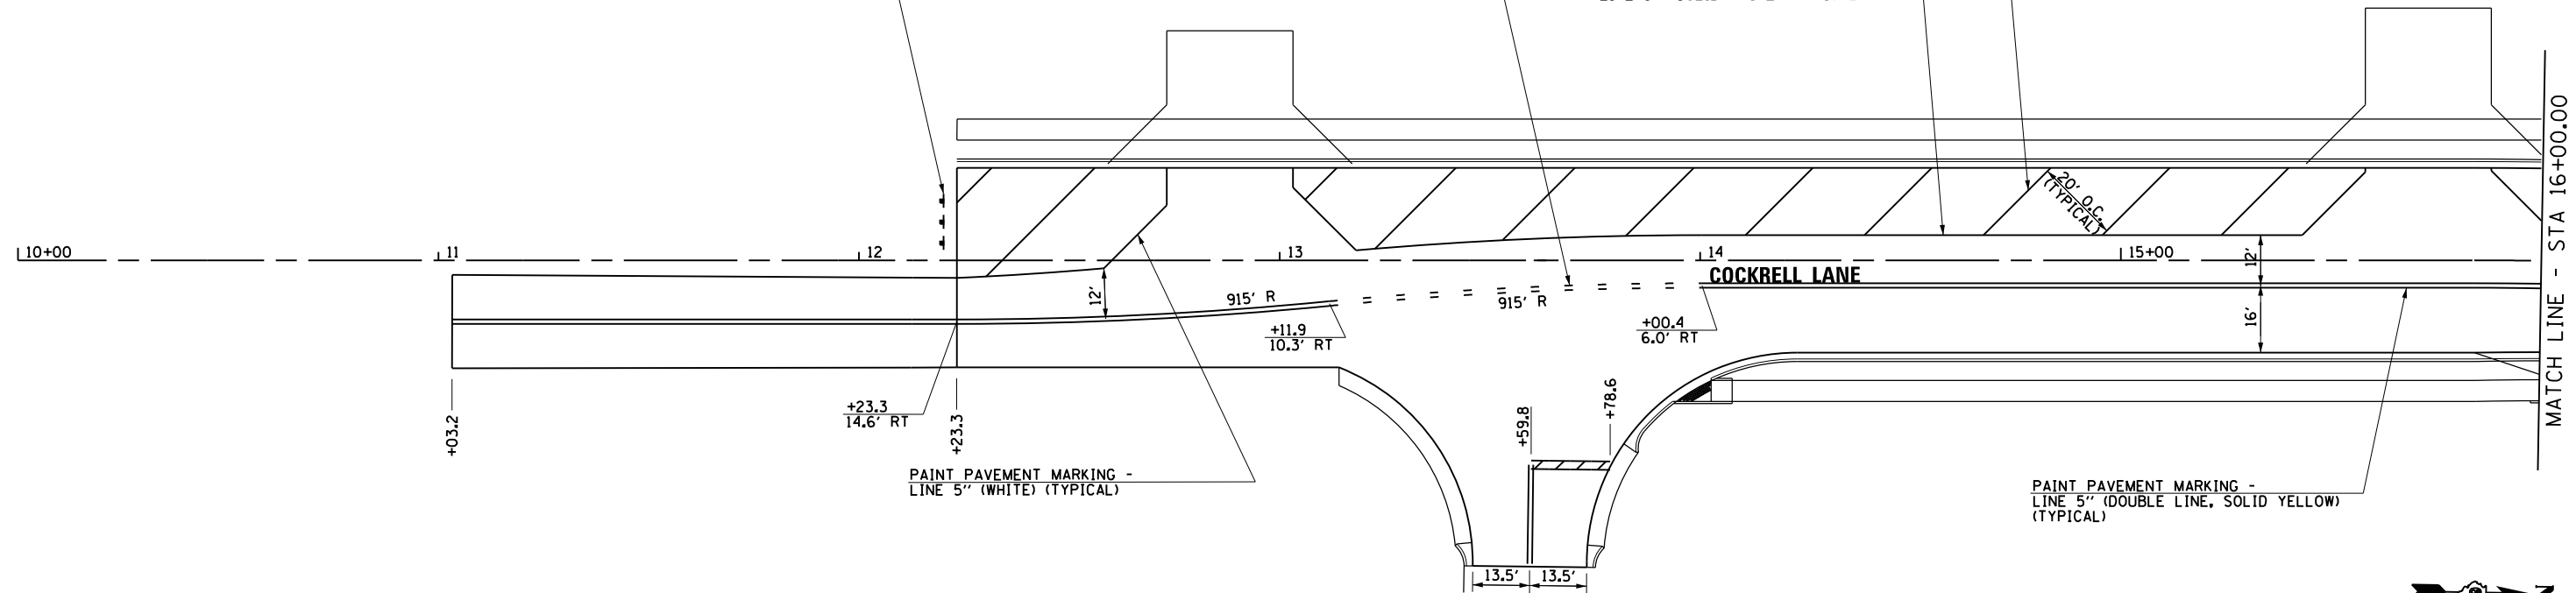 10+00
11
12
13
14
15+00
20' O.C.
(TYPICAL)
COCKRELL LANE
12'
12'
16'
915' R
915' R
+11.9
10.3' RT
+00.4
6.0' RT
+23.3
14.6' RT
+03.2
+23.3
+59.8
+78.6
PAINT PAVEMENT MARKING -
LINE 5'' (WHITE) (TYPICAL)
PAINT PAVEMENT MARKING -
LINE 5'' (DOUBLE LINE, SOLID YELLOW)
(TYPICAL)
13.5'
13.5'
MATCH LINE - STA 16+00.00